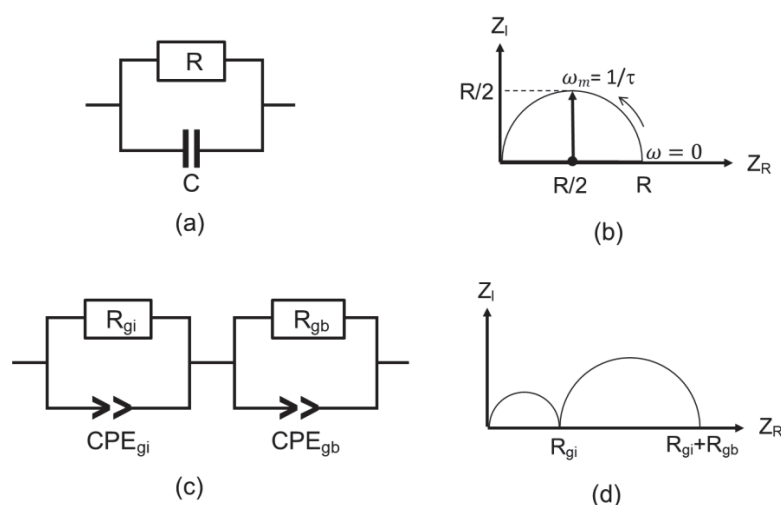 R
C
(a)
Z_I
R/2
ω_m = 1/τ
ω = 0
R/2
R
Z_R
(b)
R_gi
R_gb
CPE_gi
CPE_gb
(c)
Z_I
R_gi
R_gi+R_gb
Z_R
(d)